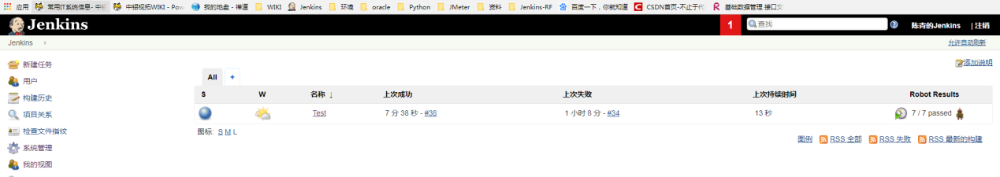 应用 常用IT系统信息- 中铝 中铝视拓WIKI - Pow 我的地盘 - 禅道 WIKI Jenkins 环境 oracle Python JMeter 资料 Jenkins-RF 百度一下，你就知道 CSDN首页-不止于代 基础数据管理 接口文
Jenkins 1 查找 陈青的Jenkins | 注销
Jenkins 允许自动刷新
新建任务 添加说明
用户
All +
构建历史
S W 名称 ↓ 上次成功 上次失败 上次持续时间 Robot Results
项目关系
Test 7 分 38 秒 - #38 1 小时 8 分 - #34 13 秒 7 / 7 passed
检查文件指纹
图标: S M L
图例 RSS 全部 RSS 失败 RSS 最新的构建
系统管理
我的视图